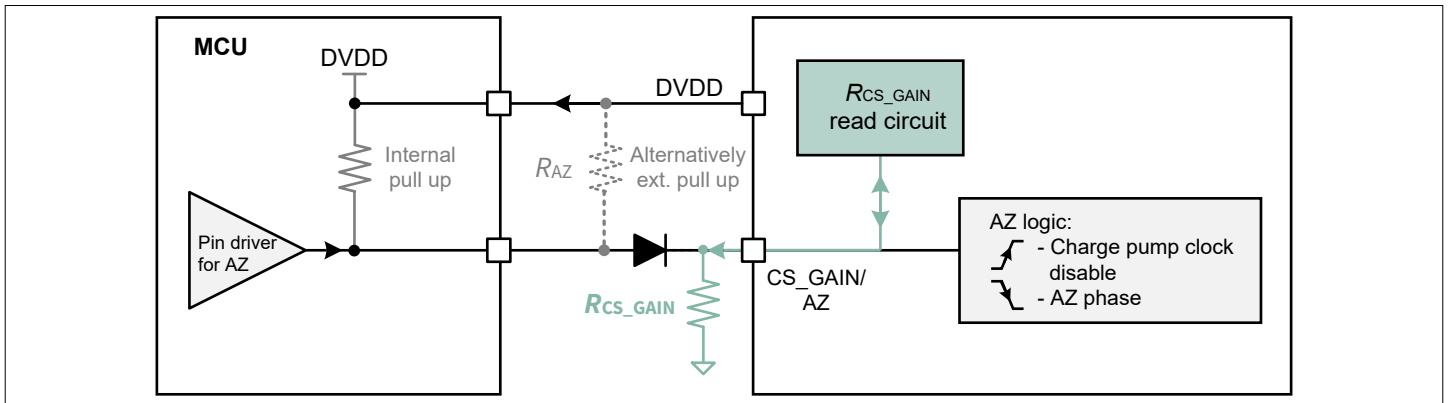 MCU
DVDD
Internal
pull up
Pin driver
for AZ
DVDD
RAZ
Alternatively
ext. pull up
RCS_GAIN
CS_GAIN/
AZ
RCS_GAIN
read circuit
AZ logic:
- Charge pump clock
disable
- AZ phase